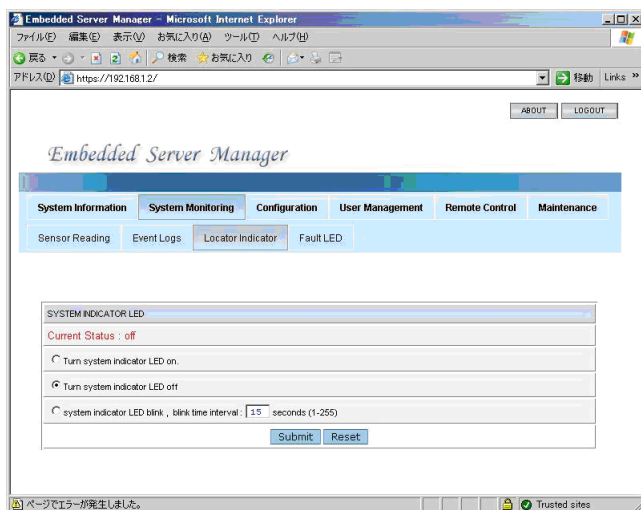 Embedded Server Manager - Microsoft Internet Explorer
ファイル(F) 編集(E) 表示(V) お気に入り(A) ツール(T) ヘルプ(H)
戻る 検索 お気に入り
アドレス(D) https://192.168.1.2/ 移動 Links »
ABOUT LOGOUT
Embedded Server Manager
System Information System Monitoring Configuration User Management Remote Control Maintenance
Sensor Reading Event Logs Locator Indicator Fault LED
SYSTEM INDICATOR LED
Current Status : off
Turn system indicator LED on.
Turn system indicator LED off
system indicator LED blink , blink time interval : 15 seconds (1-255)
Submit Reset
ページでエラーが発生しました。 Trusted sites